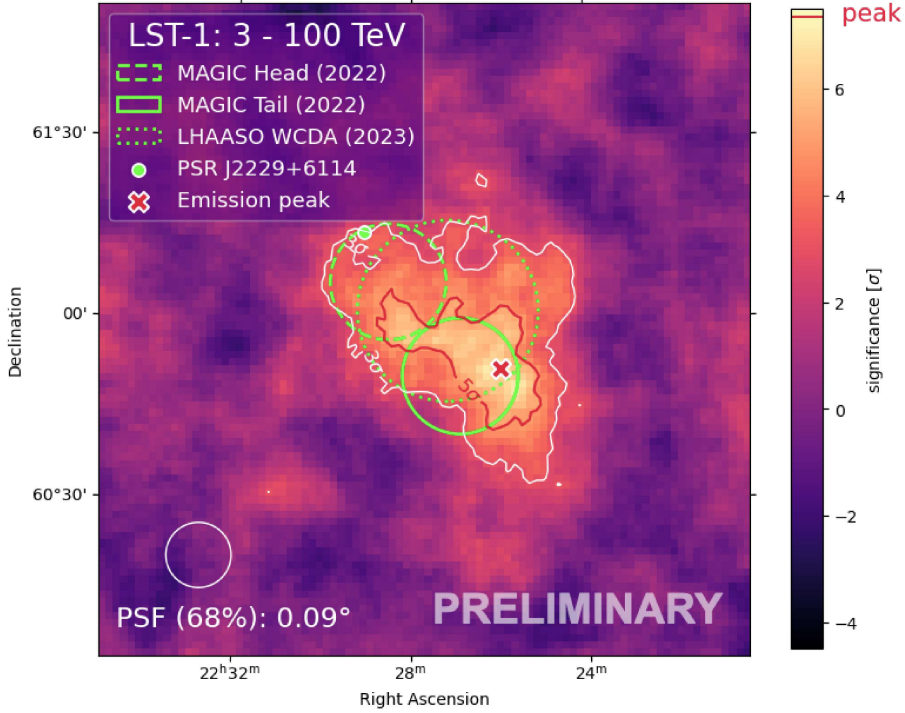 LST-1: 3 - 100 TeV
MAGIC Head (2022)
MAGIC Tail (2022)
LHAASO WCDA (2023)
PSR J2229+6114
Emission peak
peak
6
4
2
0
−2
−4
significance [σ]
61°30'
00'
60°30'
Declination
3σ
3σ
5σ
PSF (68%): 0.09°
PRELIMINARY
22ʰ32ᵐ
28ᵐ
24ᵐ
Right Ascension